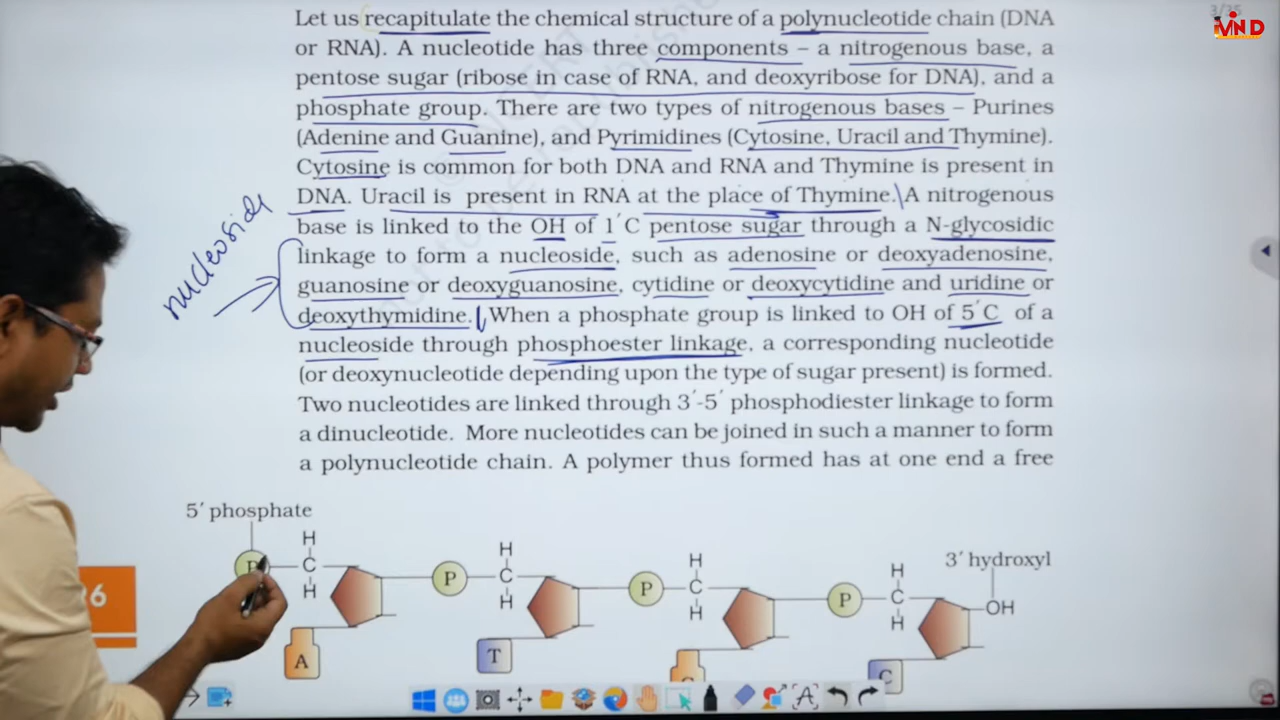 3/35
MIND
Let us recapitulate the chemical structure of a polynucleotide chain (DNA
or RNA). A nucleotide has three components – a nitrogenous base, a
pentose sugar (ribose in case of RNA, and deoxyribose for DNA), and a
phosphate group. There are two types of nitrogenous bases – Purines
(Adenine and Guanine), and Pyrimidines (Cytosine, Uracil and Thymine).
Cytosine is common for both DNA and RNA and Thymine is present in
DNA. Uracil is present in RNA at the place of Thymine. A nitrogenous
base is linked to the OH of 1′C pentose sugar through a N-glycosidic
linkage to form a nucleoside, such as adenosine or deoxyadenosine,
guanosine or deoxyguanosine, cytidine or deoxycytidine and uridine or
deoxythymidine. When a phosphate group is linked to OH of 5′C of a
nucleoside through phosphoester linkage, a corresponding nucleotide
(or deoxynucleotide depending upon the type of sugar present) is formed.
Two nucleotides are linked through 3′-5′ phosphodiester linkage to form
a dinucleotide. More nucleotides can be joined in such a manner to form
a polynucleotide chain. A polymer thus formed has at one end a free
nucleoside
5′ phosphate
3′ hydroxyl
H H H H
P C P C P C P C OH
H H H H
A T C